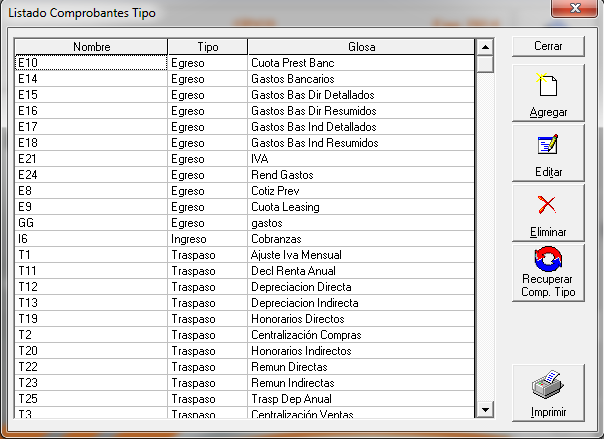 Listado Comprobantes Tipo
Nombre Tipo Glosa
E10 Egreso Cuota Prest Banc
E14 Egreso Gastos Bancarios
E15 Egreso Gastos Bas Dir Detallados
E16 Egreso Gastos Bas Dir Resumidos
E17 Egreso Gastos Bas Ind Detallados
E18 Egreso Gastos Bas Ind Resumidos
E21 Egreso IVA
E24 Egreso Rend Gastos
E8 Egreso Cotiz Prev
E9 Egreso Cuota Leasing
GG Egreso gastos
I6 Ingreso Cobranzas
T1 Traspaso Ajuste Iva Mensual
T11 Traspaso Decl Renta Anual
T12 Traspaso Depreciacion Directa
T13 Traspaso Depreciacion Indirecta
T19 Traspaso Honorarios Directos
T2 Traspaso Centralización Compras
T20 Traspaso Honorarios Indirectos
T22 Traspaso Remun Directas
T23 Traspaso Remun Indirectas
T25 Traspaso Trasp Dep Anual
T3 Traspaso Centralización Ventas
Cerrar
Agregar
Editar
Eliminar
Recuperar
Comp. Tipo
Imprimir